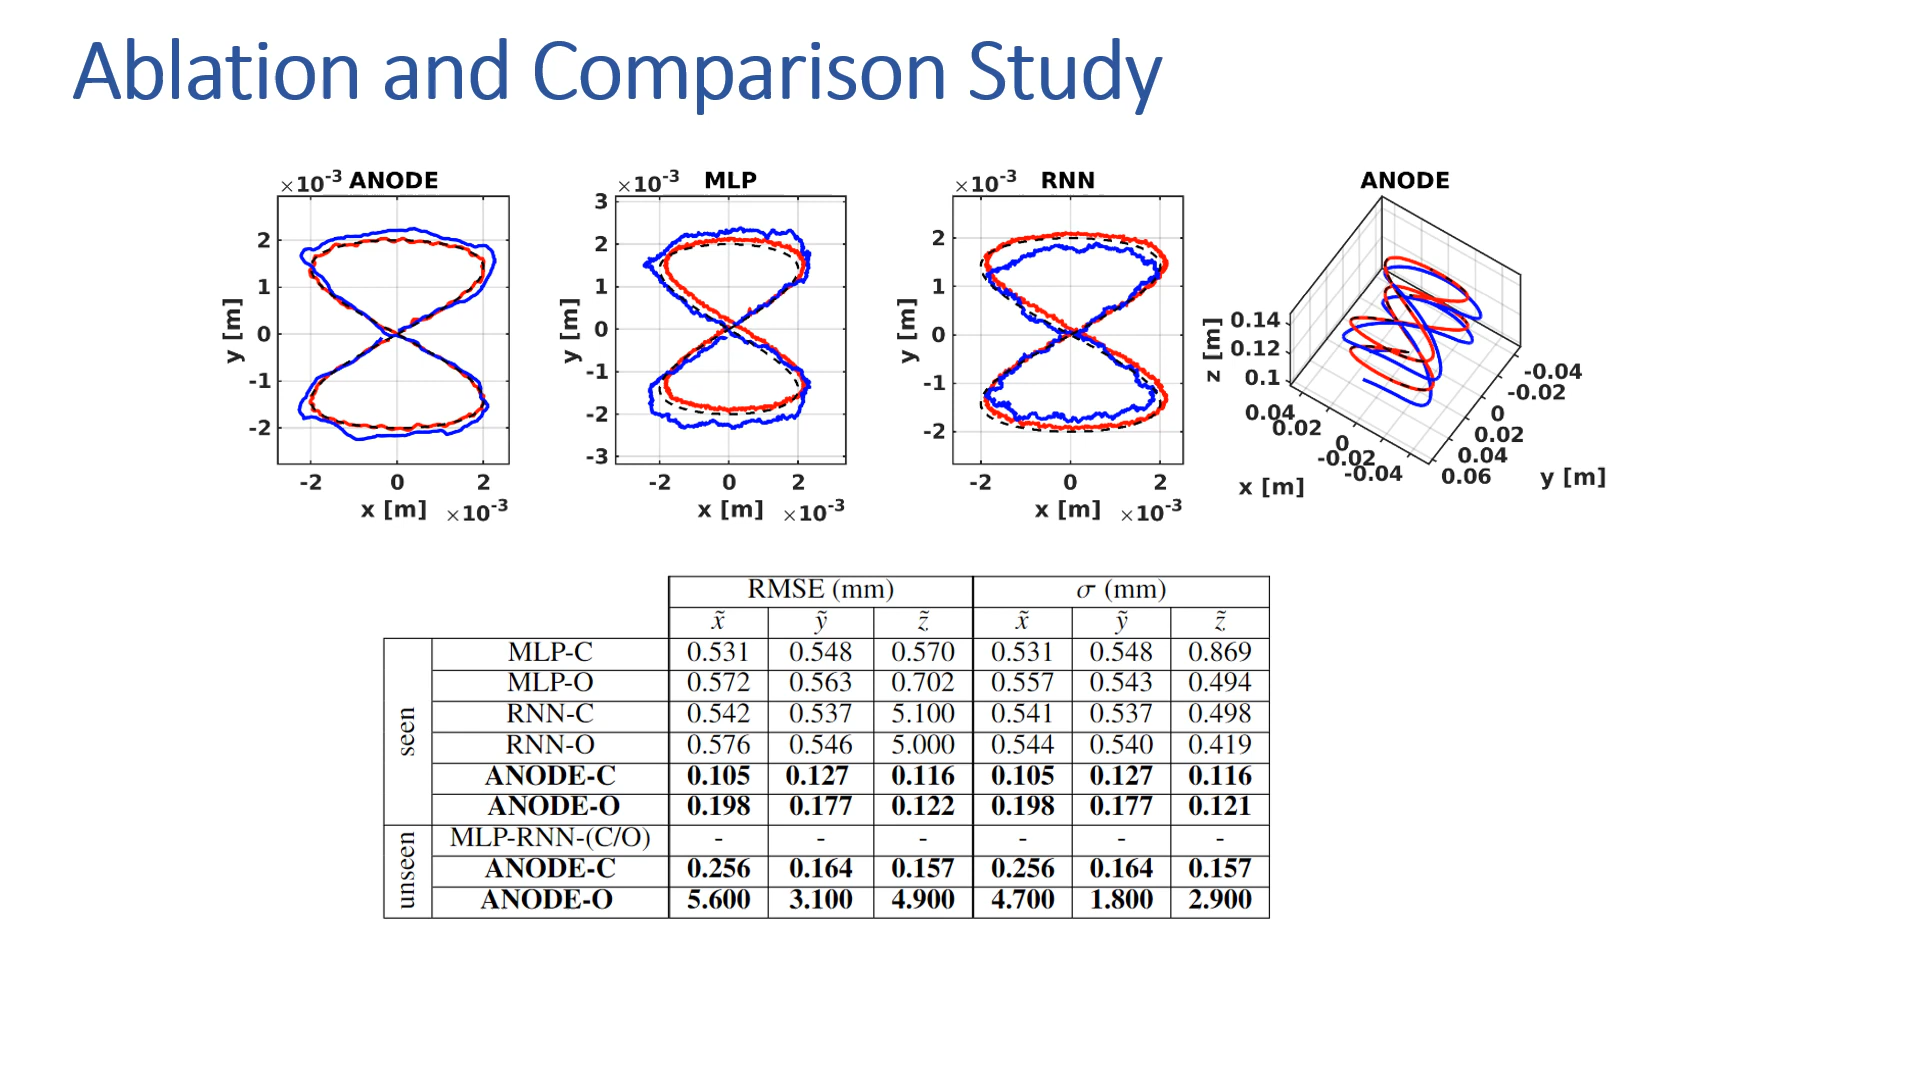 Ablation and Comparison Study
×10-3 ANODE
2
1
0
-1
-2
y [m]
-2 0 2
x [m] ×10-3
×10-3 MLP
3
2
1
0
-1
-2
-3
y [m]
-2 0 2
x [m] ×10-3
×10-3 RNN
2
1
0
-1
-2
y [m]
-2 0 2
x [m] ×10-3
ANODE
0.14
0.12
0.1
z [m]
0.04
0.02
0
-0.02
-0.04
x [m]
-0.04
-0.02
0
0.02
0.04
0.06
y [m]
RMSE (mm) σ (mm)
x̃ ỹ z̃ x̃ ỹ z̃
seen
MLP-C 0.531 0.548 0.570 0.531 0.548 0.869
MLP-O 0.572 0.563 0.702 0.557 0.543 0.494
RNN-C 0.542 0.537 5.100 0.541 0.537 0.498
RNN-O 0.576 0.546 5.000 0.544 0.540 0.419
ANODE-C 0.105 0.127 0.116 0.105 0.127 0.116
ANODE-O 0.198 0.177 0.122 0.198 0.177 0.121
unseen
MLP-RNN-(C/O) - - - - - -
ANODE-C 0.256 0.164 0.157 0.256 0.164 0.157
ANODE-O 5.600 3.100 4.900 4.700 1.800 2.900